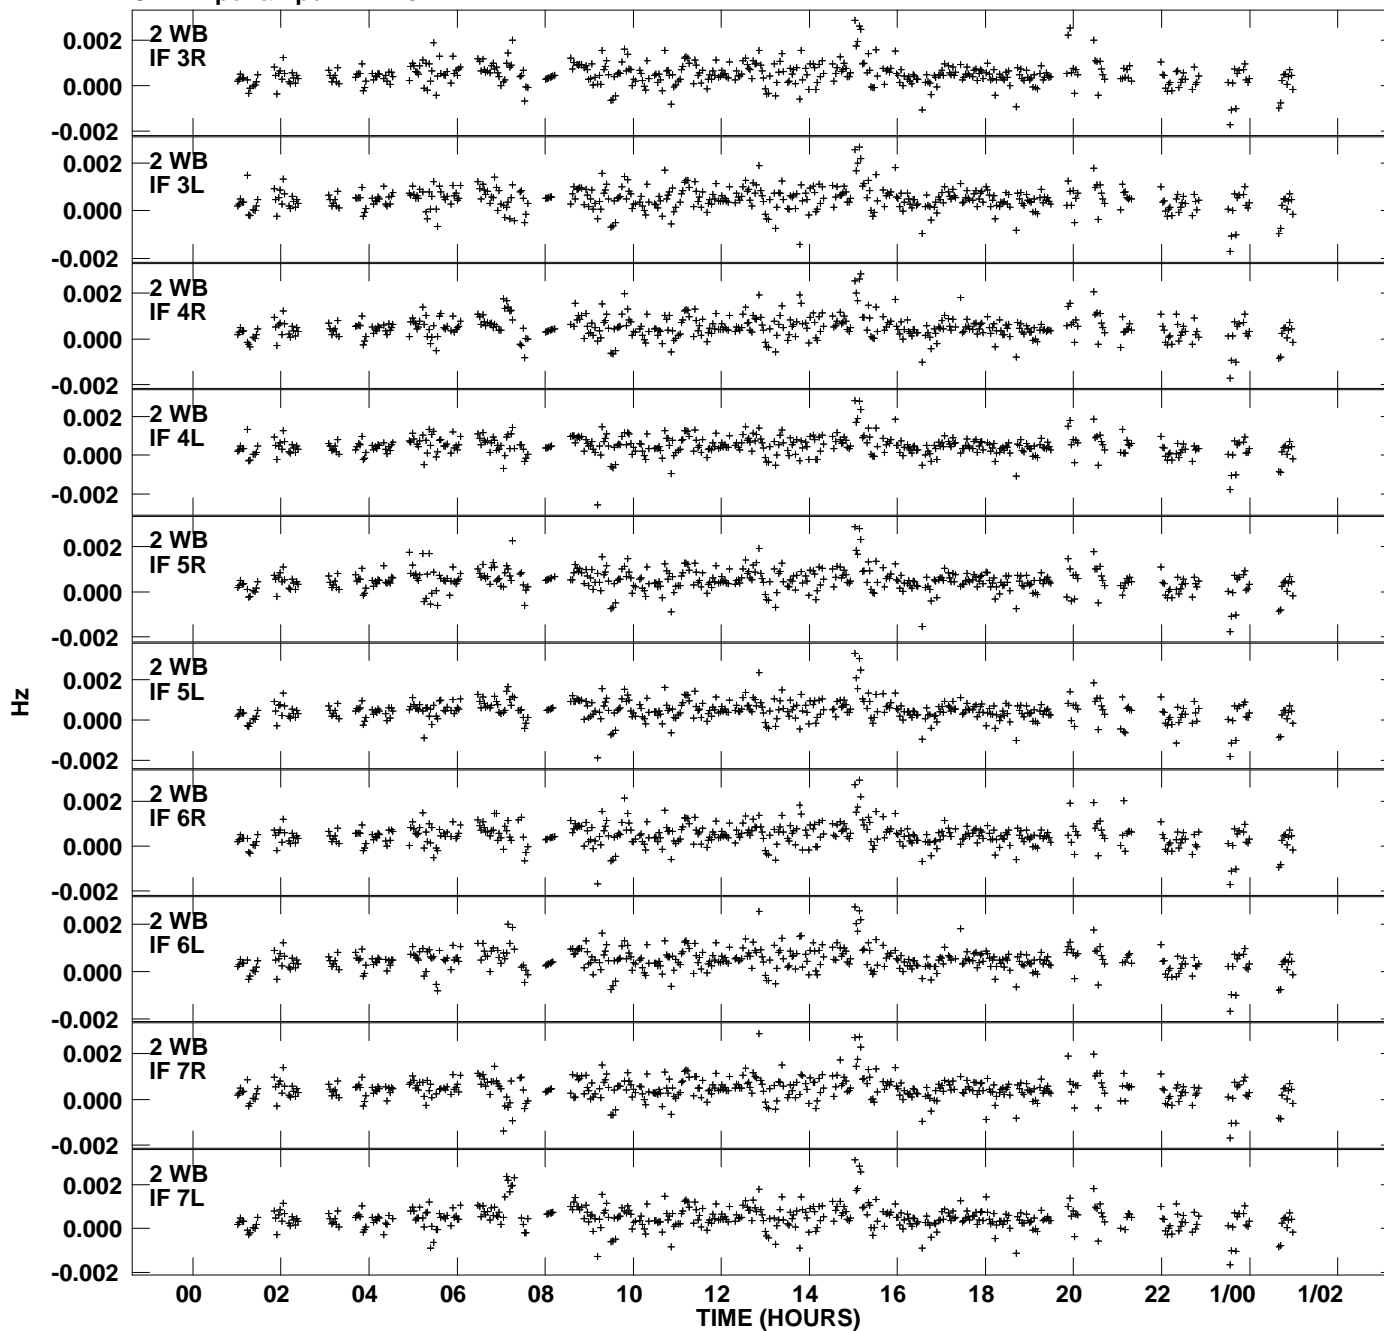 2 WB
IF 3R
0.002
0.000
-0.002
2 WB
IF 3L
0.002
0.000
-0.002
2 WB
IF 4R
0.002
0.000
-0.002
2 WB
IF 4L
0.002
0.000
-0.002
2 WB
IF 5R
0.002
0.000
-0.002
2 WB
IF 5L
0.002
0.000
-0.002
2 WB
IF 6R
0.002
0.000
-0.002
2 WB
IF 6L
0.002
0.000
-0.002
2 WB
IF 7R
0.002
0.000
-0.002
2 WB
IF 7L
0.002
0.000
-0.002
Hz
00 02 04 06 08 10 12 14 16 18 20 22 1/00 1/02
TIME (HOURS)